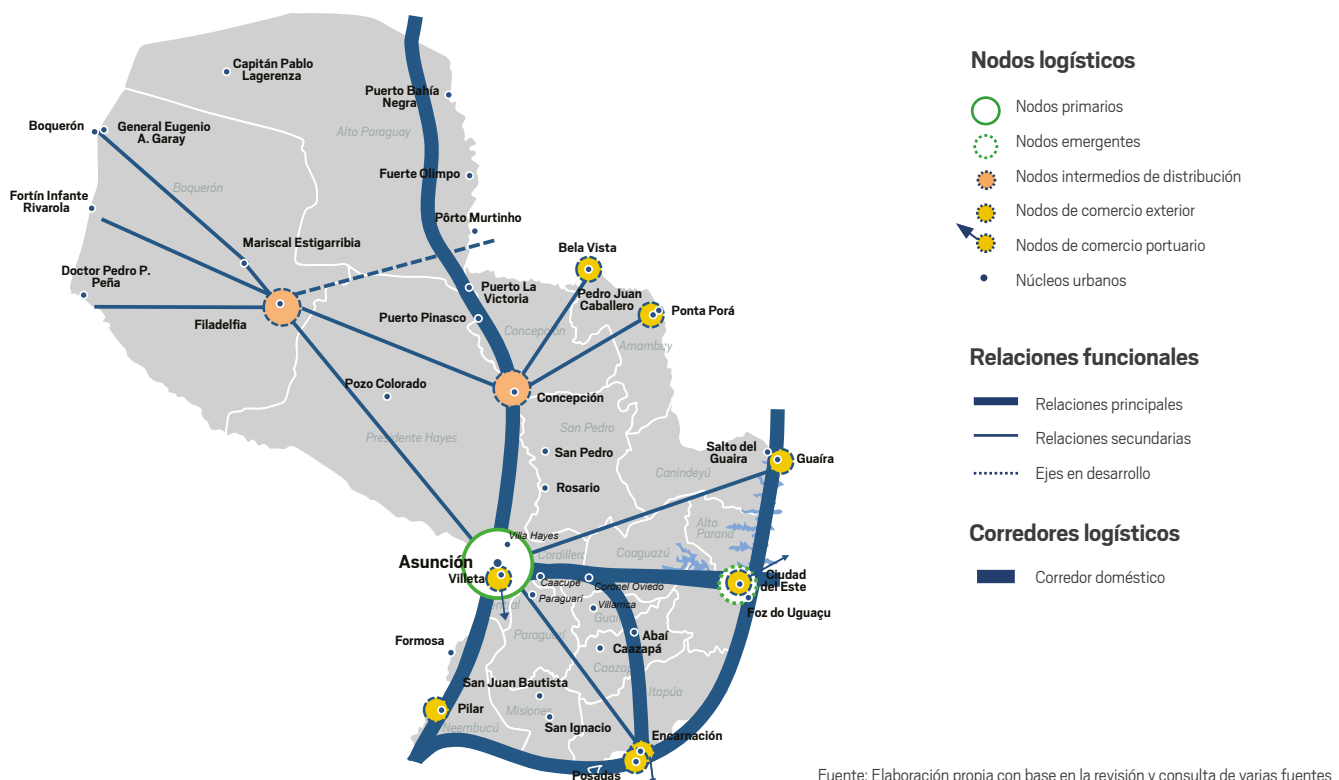 Capitán Pablo
Lagerenza
Puerto Bahía
Negra
Boquerón
General Eugenio
A. Garay
Alto Paraguay
Boquerón
Fuerte Olimpo
Fortín Infante
Rivarola
Pôrto Murtinho
Mariscal Estigarribia
Bela Vista
Doctor Pedro P.
Peña
Puerto La
Victoria
Pedro Juan
Caballero
Ponta Porá
Filadelfia
Puerto Pinasco
Concepción
Amambay
Pozo Colorado
Concepción
Presidente Hayes
San Pedro
San Pedro
Salto del
Guaira
Guaíra
Canindeyú
Rosario
Alto
Paraná
Villa Hayes
Asunción
Cordillera
Caaguazú
Villeta
Caacupé
Coronel Oviedo
Ciudad
del Este
Paraguarí
Villarrica
Foz do Uguaçu
Formosa
Paraguarí
Abaí
Caazapá
San Juan Bautista
Itapúa
Pilar
Misiones
Neembucú
San Ignacio
Encarnación
Posadas
Nodos logísticos
Nodos primarios
Nodos emergentes
Nodos intermedios de distribución
Nodos de comercio exterior
Nodos de comercio portuario
Núcleos urbanos
Relaciones funcionales
Relaciones principales
Relaciones secundarias
Ejes en desarrollo
Corredores logísticos
Corredor doméstico
Fuente: Elaboración propia con base en la revisión y consulta de varias fuentes